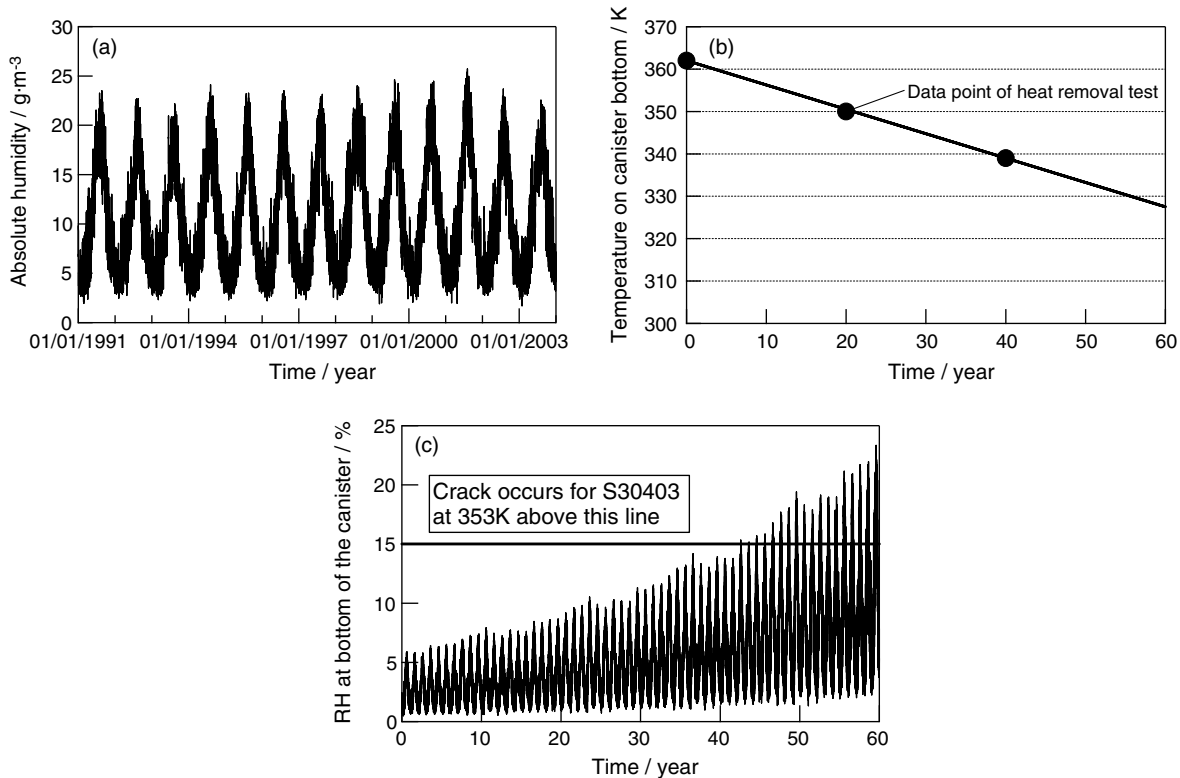 (a)
Absolute humidity / g·m-3
30
25
20
15
10
5
0
01/01/1991 01/01/1994 01/01/1997 01/01/2000 01/01/2003
Time / year
(b)
Temperature on canister bottom / K
370
360
350
340
330
320
310
300
Data point of heat removal test
0 10 20 30 40 50 60
Time / year
(c)
RH at bottom of the canister / %
25
20
15
10
5
0
Crack occurs for S30403
at 353K above this line
0 10 20 30 40 50 60
Time / year